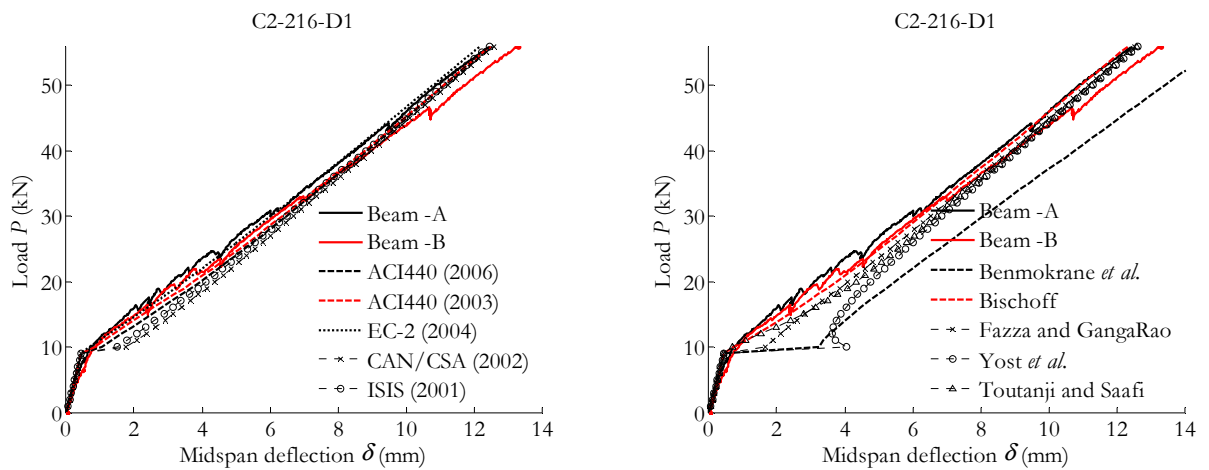 C2-216-D1
50
40
30
20
10
0
Load P (kN)
Beam -A
Beam -B
ACI440 (2006)
ACI440 (2003)
EC-2 (2004)
CAN/CSA (2002)
ISIS (2001)
0 2 4 6 8 10 12 14
Midspan deflection δ (mm)
C2-216-D1
50
40
30
20
10
0
Load P (kN)
Beam -A
Beam -B
Benmokrane et al.
Bischoff
Fazza and GangaRao
Yost et al.
Toutanji and Saafi
0 2 4 6 8 10 12 14
Midspan deflection δ (mm)